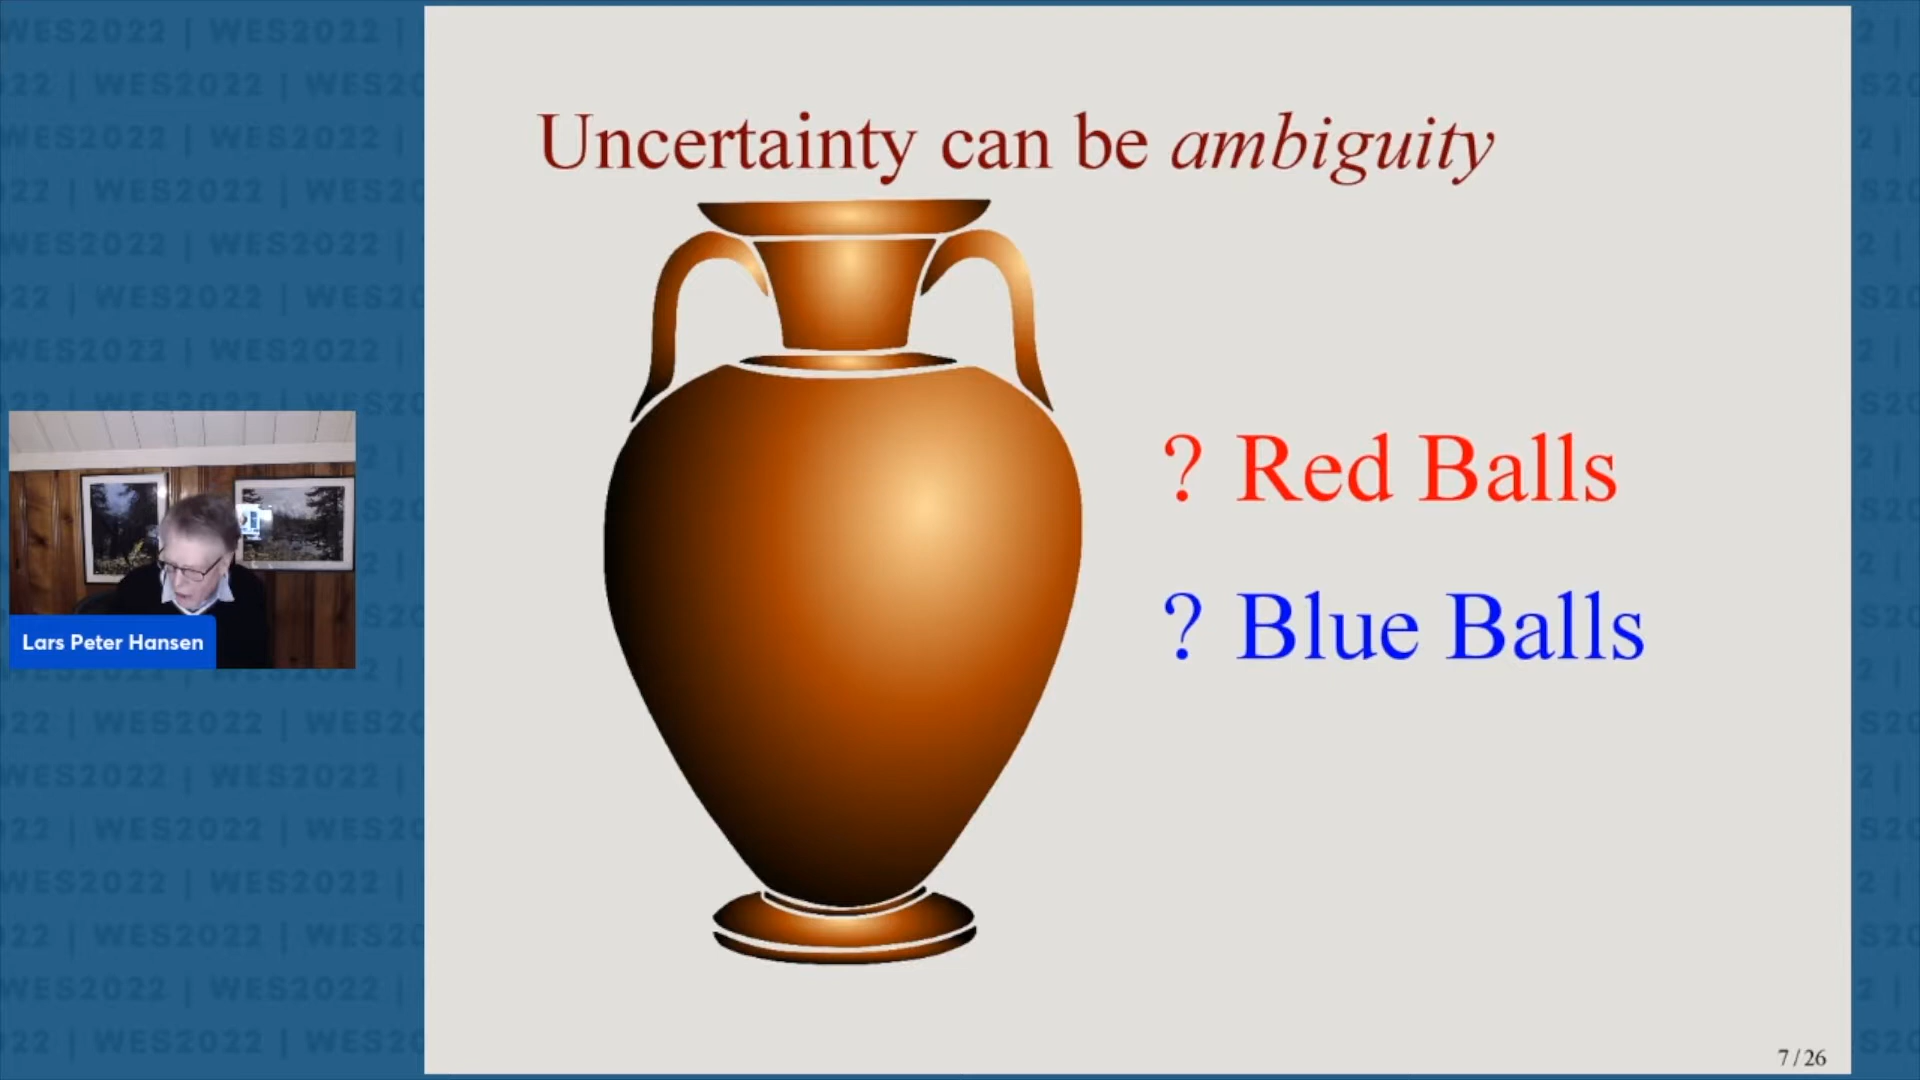 Uncertainty can be ambiguity
? Red Balls
? Blue Balls
Lars Peter Hansen
7 / 26
WES2022 | WES2022 |